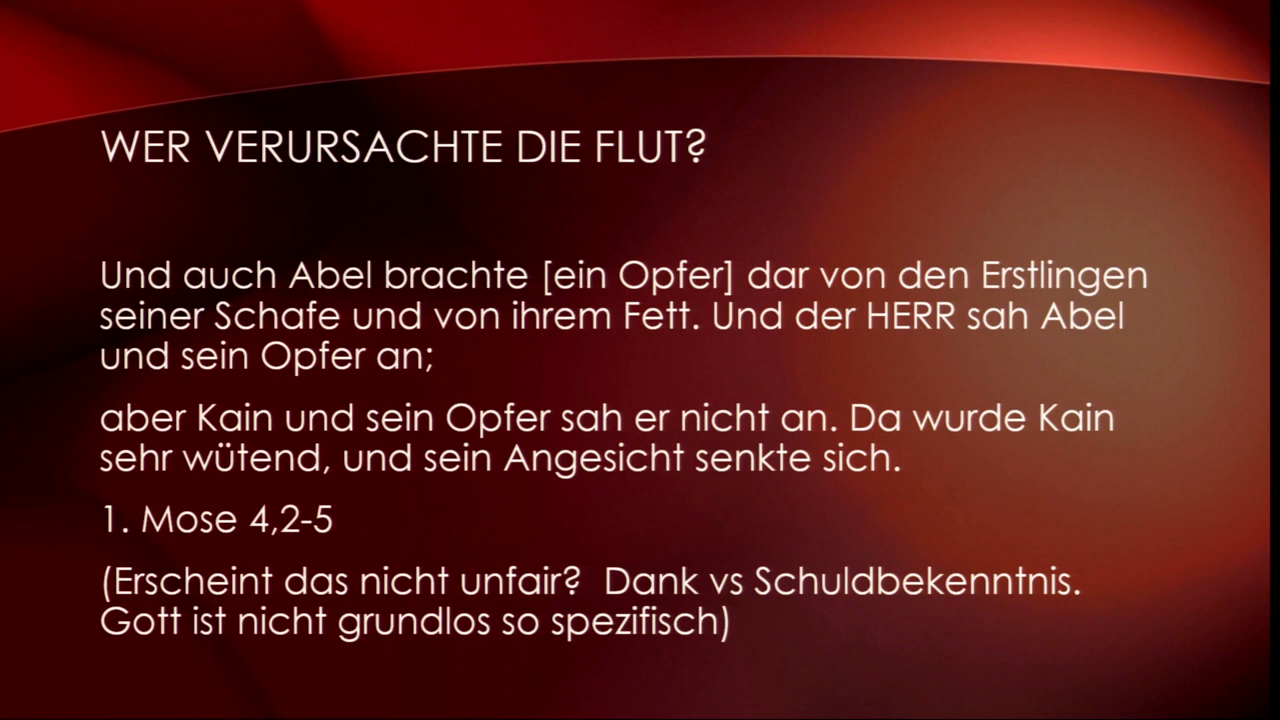 WER VERURSACHTE DIE FLUT?
Und auch Abel brachte [ein Opfer] dar von den Erstlingen
seiner Schafe und von ihrem Fett. Und der HERR sah Abel
und sein Opfer an;
aber Kain und sein Opfer sah er nicht an. Da wurde Kain
sehr wütend, und sein Angesicht senkte sich.
1. Mose 4,2-5
(Erscheint das nicht unfair?  Dank vs Schuldbekenntnis.
Gott ist nicht grundlos so spezifisch)